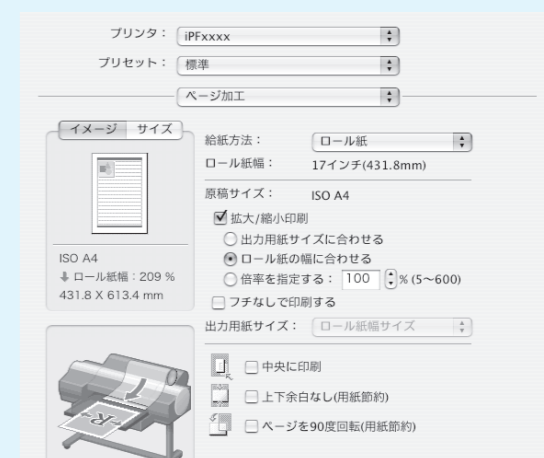 プリンタ： iPFxxxx
プリセット： 標準
ページ加工
イメージ サイズ
ISO A4
ロール紙幅：209 %
431.8 X 613.4 mm
給紙方法： ロール紙
ロール紙幅： 17インチ(431.8mm)
原稿サイズ： ISO A4
拡大/縮小印刷
出力用紙サイズに合わせる
ロール紙の幅に合わせる
倍率を指定する： 100 % (5〜600)
フチなしで印刷する
出力用紙サイズ： ロール紙幅サイズ
中央に印刷
上下余白なし(用紙節約)
ページを90度回転(用紙節約)
R